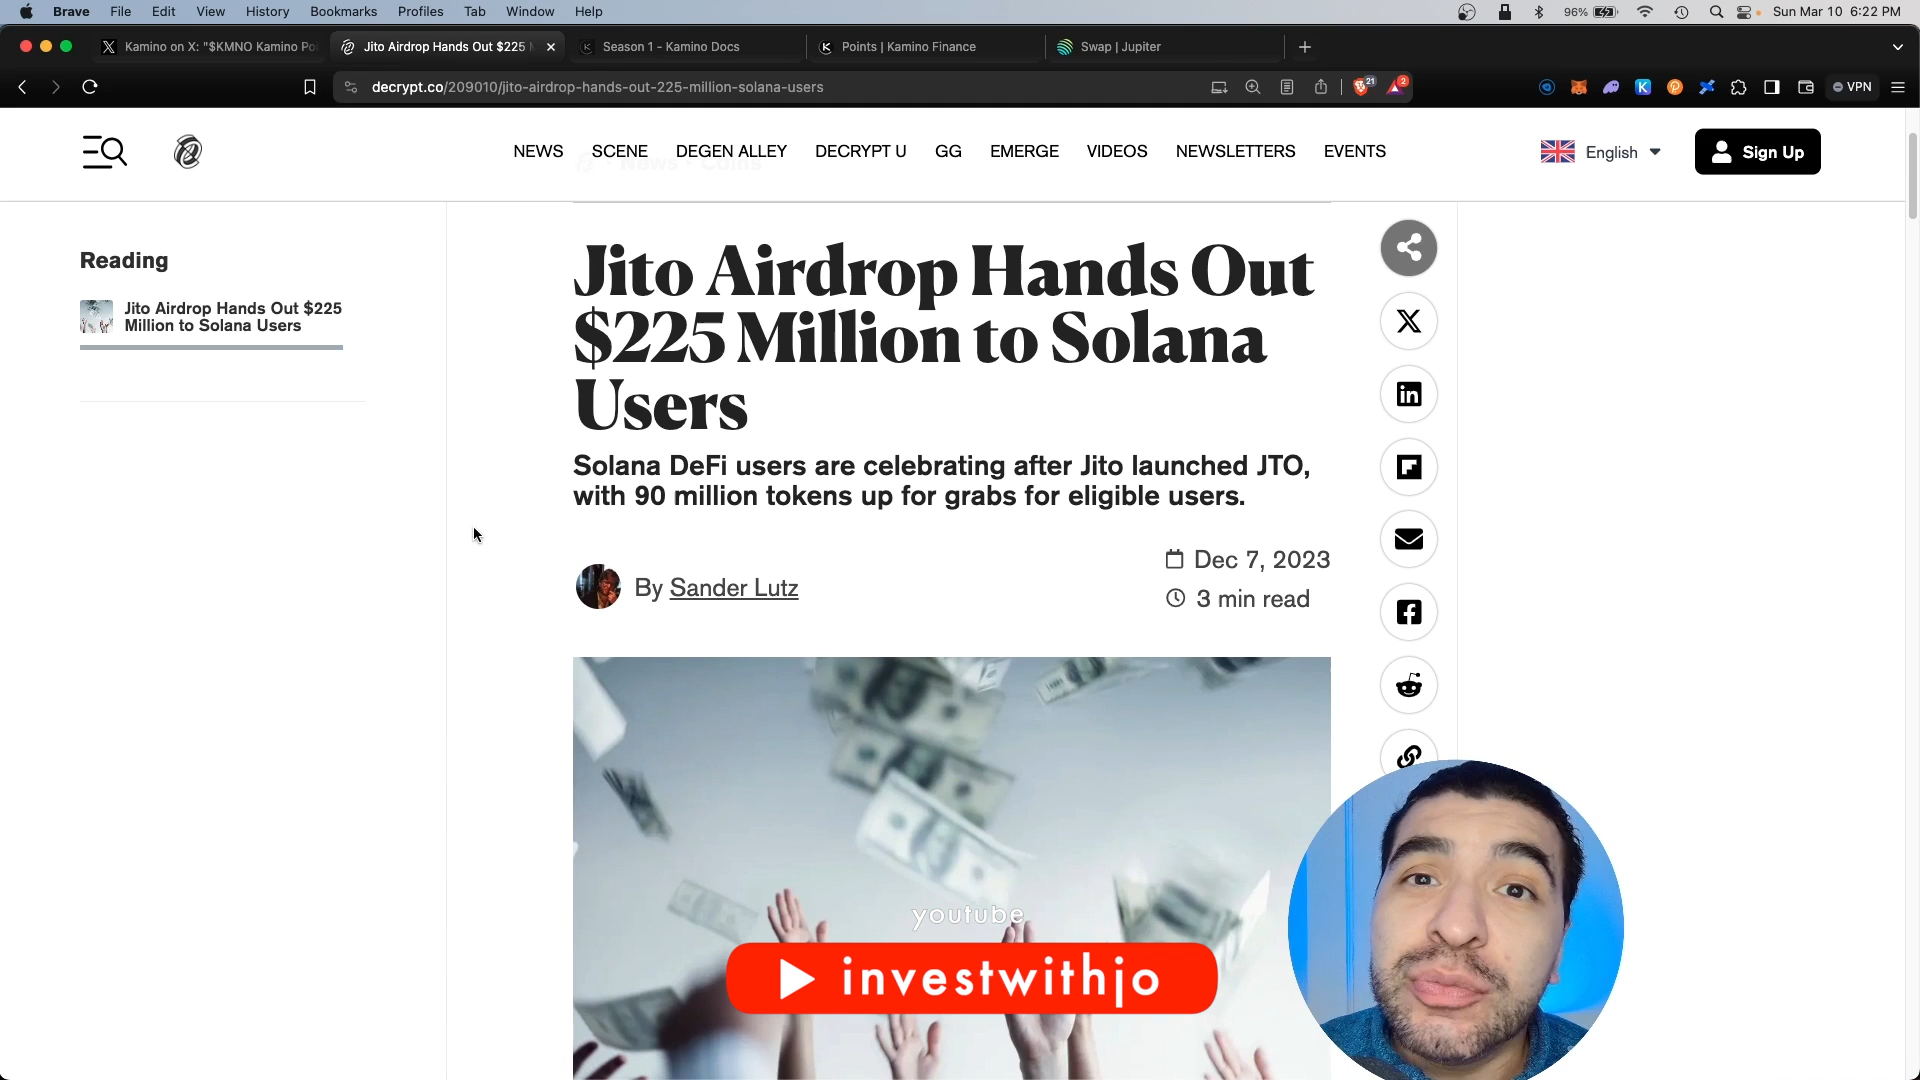 Brave File Edit View History Bookmarks Profiles Tab Window Help 96% Sun Mar 10 6:22 PM
Kamino on X: "$KMNO Kamino Po Jito Airdrop Hands Out $225 Season 1 - Kamino Docs Points | Kamino Finance Swap | Jupiter
decrypt.co/209010/jito-airdrop-hands-out-225-million-solana-users 21 2 VPN
NEWS SCENE DEGEN ALLEY DECRYPT U GG EMERGE VIDEOS NEWSLETTERS EVENTS English Sign Up
News Coins
Reading
Jito Airdrop Hands Out $225
Million to Solana Users
Jito Airdrop Hands Out
$225 Million to Solana
Users
Solana DeFi users are celebrating after Jito launched JTO,
with 90 million tokens up for grabs for eligible users.
By Sander Lutz
Dec 7, 2023
3 min read
youtube
investwithjo